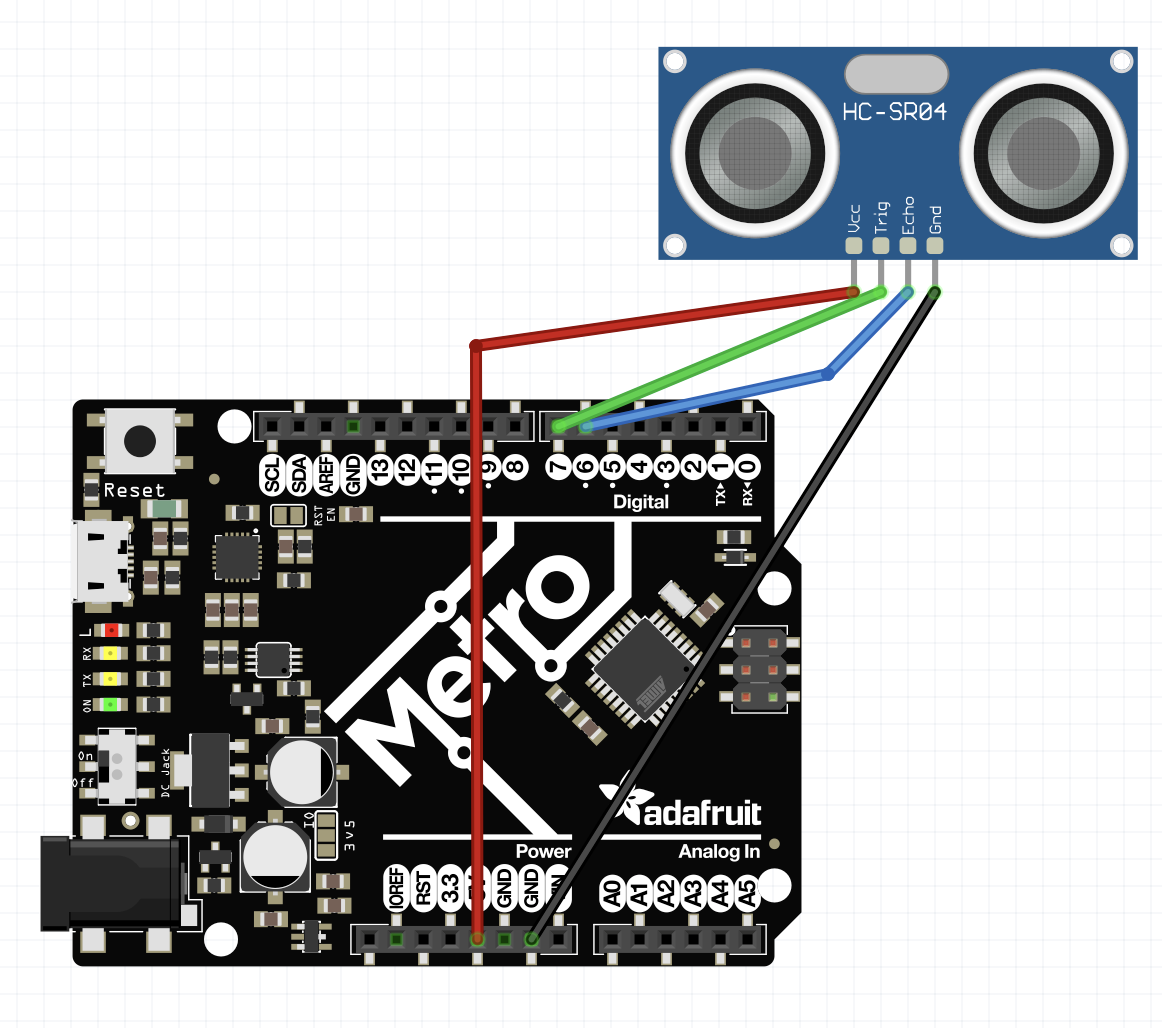 HC-SR04
Vcc
Trig
Echo
Gnd
SCL
SDA
AREF
GND
13
12
11
10
9
8
7
6
5
4
3
2
1
0
TX▸
RX◂
Digital
Reset
RST
EN
L
RX
TX
ON
On
Off
DC Jack
Metro
ATMEL
adafruit
IO
3v5
Power
Analog In
IOREF
RST
3.3
GND
GND
A0
A1
A2
A3
A4
A5